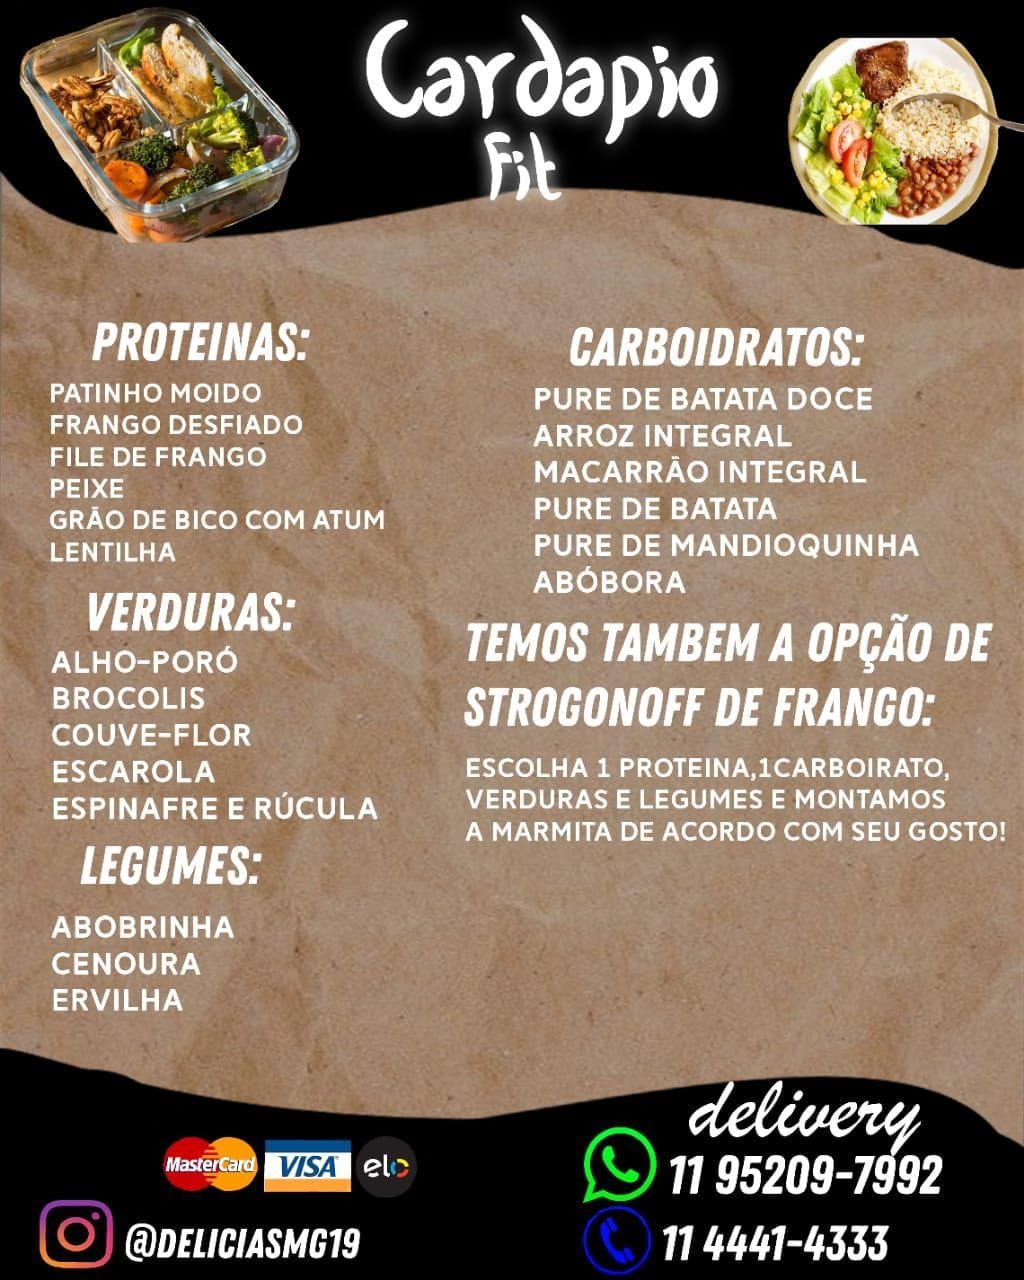 Cardapio
Fit
PROTEINAS:
PATINHO MOIDO
FRANGO DESFIADO
FILE DE FRANGO
PEIXE
GRÃO DE BICO COM ATUM
LENTILHA
VERDURAS:
ALHO-PORÓ
BROCOLIS
COUVE-FLOR
ESCAROLA
ESPINAFRE E RÚCULA
LEGUMES:
ABOBRINHA
CENOURA
ERVILHA
CARBOIDRATOS:
PURE DE BATATA DOCE
ARROZ INTEGRAL
MACARRÃO INTEGRAL
PURE DE BATATA
PURE DE MANDIOQUINHA
ABÓBORA
TEMOS TAMBEM A OPÇÃO DE
STROGONOFF DE FRANGO:
ESCOLHA 1 PROTEINA,1CARBOIRATO,
VERDURAS E LEGUMES E MONTAMOS
A MARMITA DE ACORDO COM SEU GOSTO!
MasterCard VISA elo
@DELICIASMG19
delivery
11 95209-7992
11 4441-4333